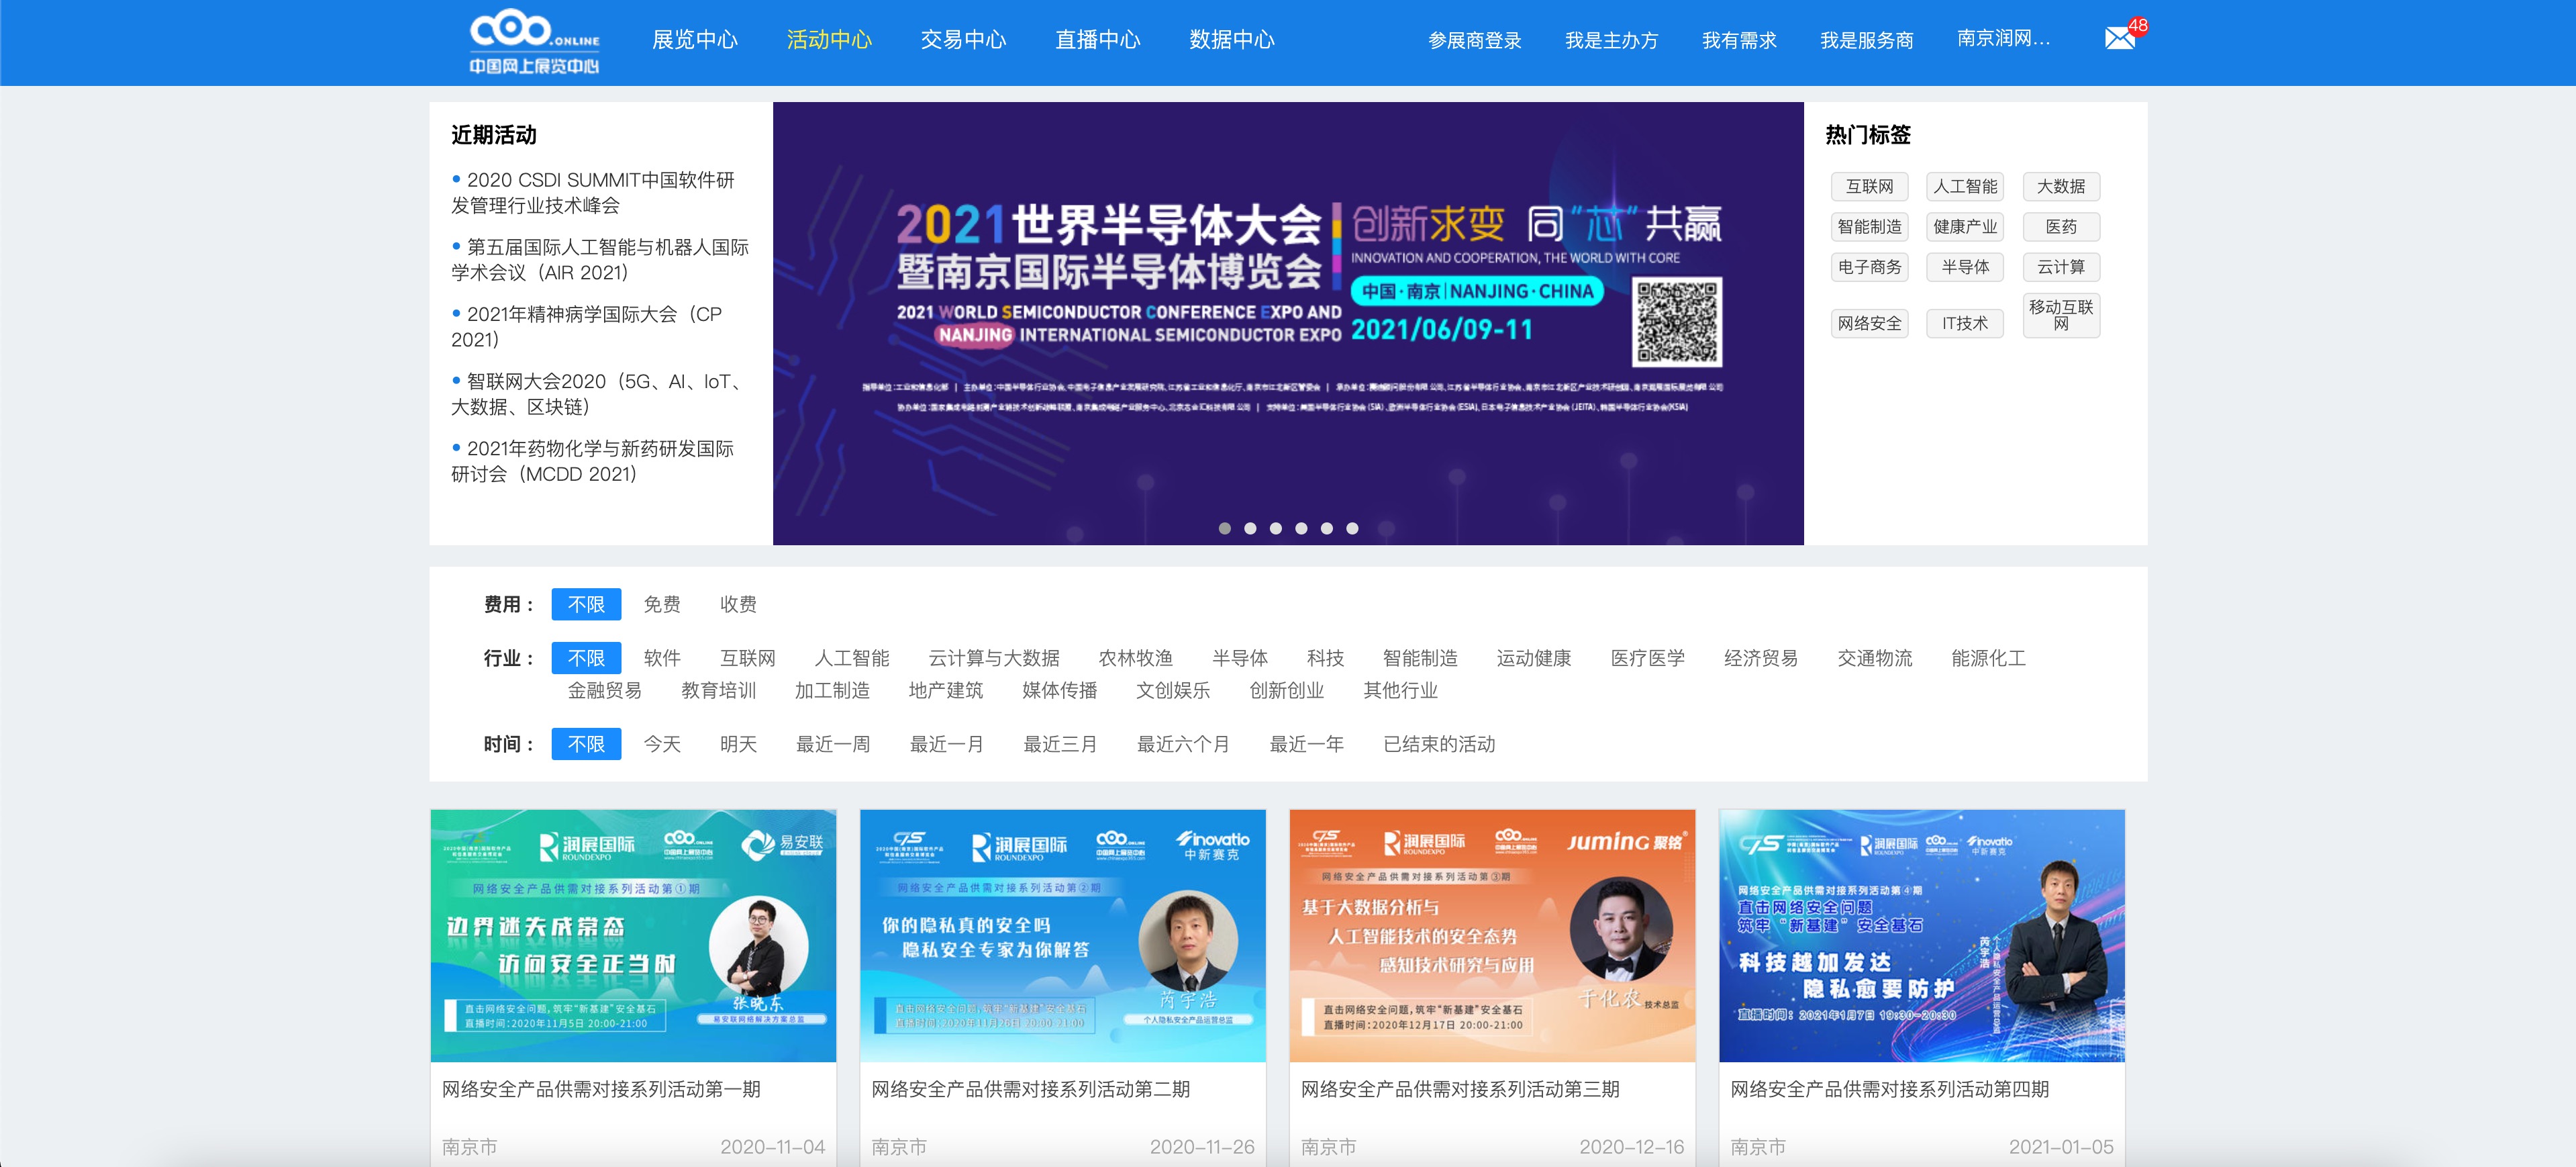 coo.ONLINE
中国网上展览中心
展览中心 活动中心 交易中心 直播中心 数据中心 参展商登录 我是主办方 我有需求 我是服务商 南京润网... 48
近期活动
2020 CSDI SUMMIT中国软件研
发管理行业技术峰会
第五届国际人工智能与机器人国际
学术会议（AIR 2021）
2021年精神病学国际大会（CP
2021）
智联网大会2020（5G、AI、IoT、
大数据、区块链）
2021年药物化学与新药研发国际
研讨会（MCDD 2021）
2021世界半导体大会
暨南京国际半导体博览会
2021 WORLD SEMICONDUCTOR CONFERENCE EXPO AND
NANJING INTERNATIONAL SEMICONDUCTOR EXPO
创新求变 同“芯”共赢
INNOVATION AND COOPERATION, THE WORLD WITH CORE
中国·南京|NANJING·CHINA
2021/06/09-11
热门标签
互联网 人工智能 大数据
智能制造 健康产业 医药
电子商务 半导体 云计算
网络安全 IT技术 移动互联
网
费用： 不限 免费 收费
行业： 不限 软件 互联网 人工智能 云计算与大数据 农林牧渔 半导体 科技 智能制造 运动健康 医疗医学 经济贸易 交通物流 能源化工
金融贸易 教育培训 加工制造 地产建筑 媒体传播 文创娱乐 创新创业 其他行业
时间： 不限 今天 明天 最近一周 最近一月 最近三月 最近六个月 最近一年 已结束的活动
润展国际
ROUNDEXPO
易安联
网络安全产品供需对接系列活动第①期
边界迷失成常态
访问安全正当时
张晓东
易安联网络解决方案总监
直击网络安全问题,筑牢“新基建”安全基石
直播时间:2020年11月5日 20:00-21:00
网络安全产品供需对接系列活动第一期
南京市 2020-11-04
润展国际
ROUNDEXPO
inovatio
中新赛克
网络安全产品供需对接系列活动第②期
你的隐私真的安全吗
隐私安全专家为你解答
芮宇浩
个人隐私安全产品运营总监
直击网络安全问题,筑牢“新基建”安全基石
直播时间:2020年11月26日 20:00-21:00
网络安全产品供需对接系列活动第二期
南京市 2020-11-26
润展国际
ROUNDEXPO
juming 聚铭
网络安全产品供需对接系列活动第③期
基于大数据分析与
人工智能技术的安全态势
感知技术研究与应用
于化农 技术总监
直击网络安全问题,筑牢“新基建”安全基石
直播时间:2020年12月17日 20:00-21:00
网络安全产品供需对接系列活动第三期
南京市 2020-12-16
润展国际
inovatio
中新赛克
网络安全产品供需对接系列活动第④期
直击网络安全问题
筑牢“新基建”安全基石
科技越加发达
隐私愈要防护
芮宇浩
个人隐私安全产品运营总监
直播时间：2021年1月7日 19:30-20:30
网络安全产品供需对接系列活动第四期
南京市 2021-01-05